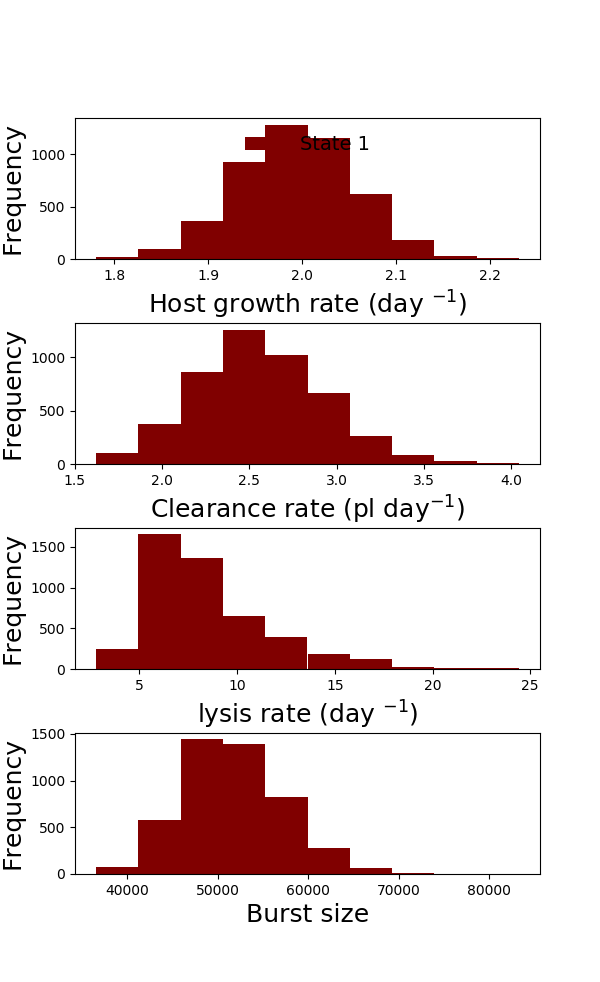 Frequency
1000
500
0
State 1
1.8 1.9 2.0 2.1 2.2
Host growth rate (day ⁻¹)
Frequency
1000
500
0
1.5 2.0 2.5 3.0 3.5 4.0
Clearance rate (pl day⁻¹)
Frequency
1500
1000
500
0
5 10 15 20 25
lysis rate (day ⁻¹)
Frequency
1500
1000
500
0
40000 50000 60000 70000 80000
Burst size